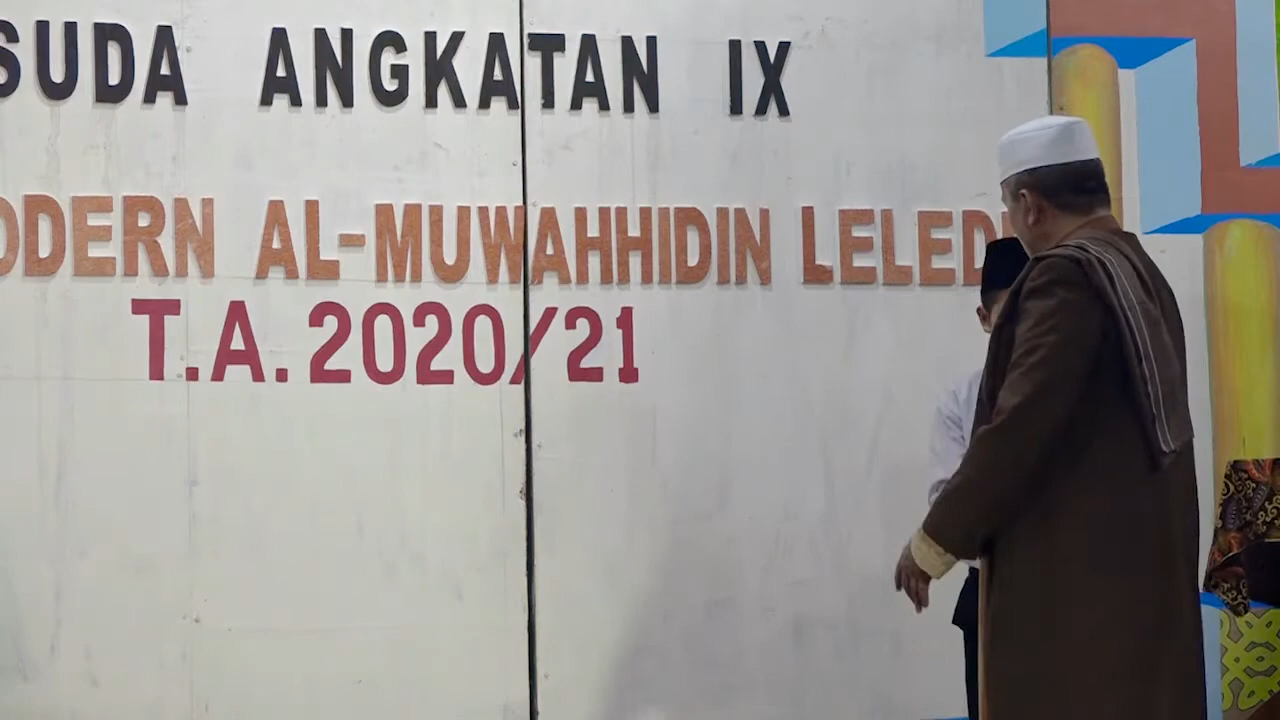 SUDA ANGKATAN IX
ODERN AL-MUWAHHIDIN LELED
T.A. 2020/21